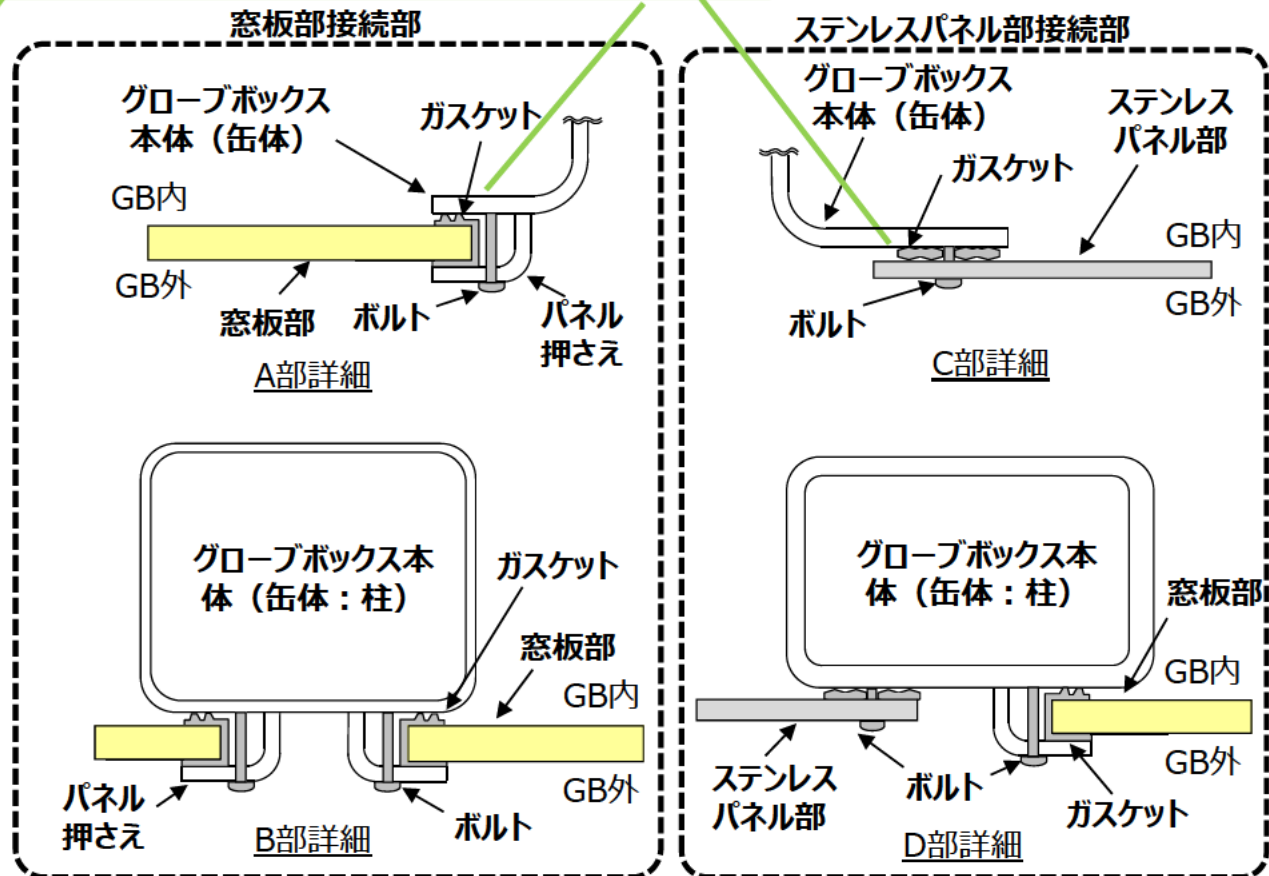 窓板部接続部
グローブボックス
本体（缶体）
ガスケット
GB内
GB外
窓板部
ボルト
パネル
押さえ
A部詳細
グローブボックス本
体（缶体：柱）
ガスケット
窓板部
GB内
GB外
パネル
押さえ
ボルト
B部詳細
ステンレスパネル部接続部
グローブボックス
本体（缶体）
ステンレス
パネル部
ガスケット
GB内
GB外
ボルト
C部詳細
グローブボックス本
体（缶体：柱）
窓板部
GB内
GB外
ステンレス
パネル部
ボルト
ガスケット
D部詳細